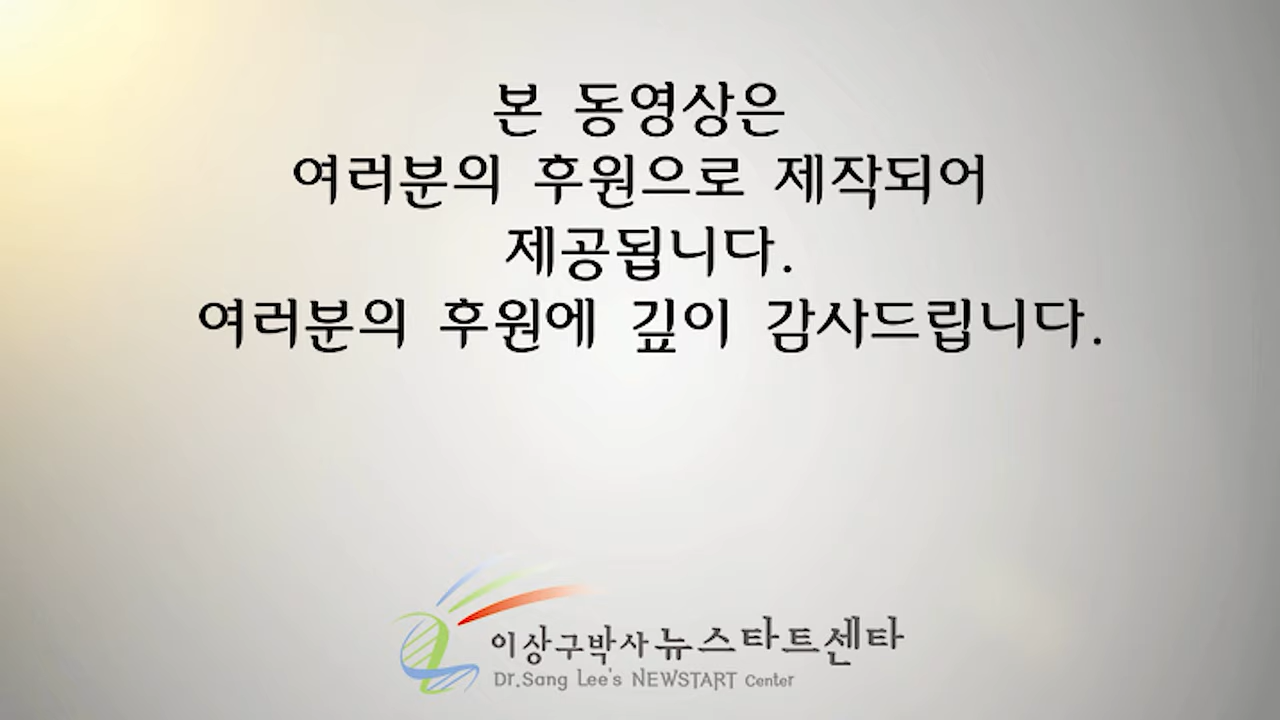 본 동영상은
여러분의 후원으로 제작되어
제공됩니다.
여러분의 후원에 깊이 감사드립니다.
이상구박사 뉴스타트센타
Dr.Sang Lee's NEWSTART Center